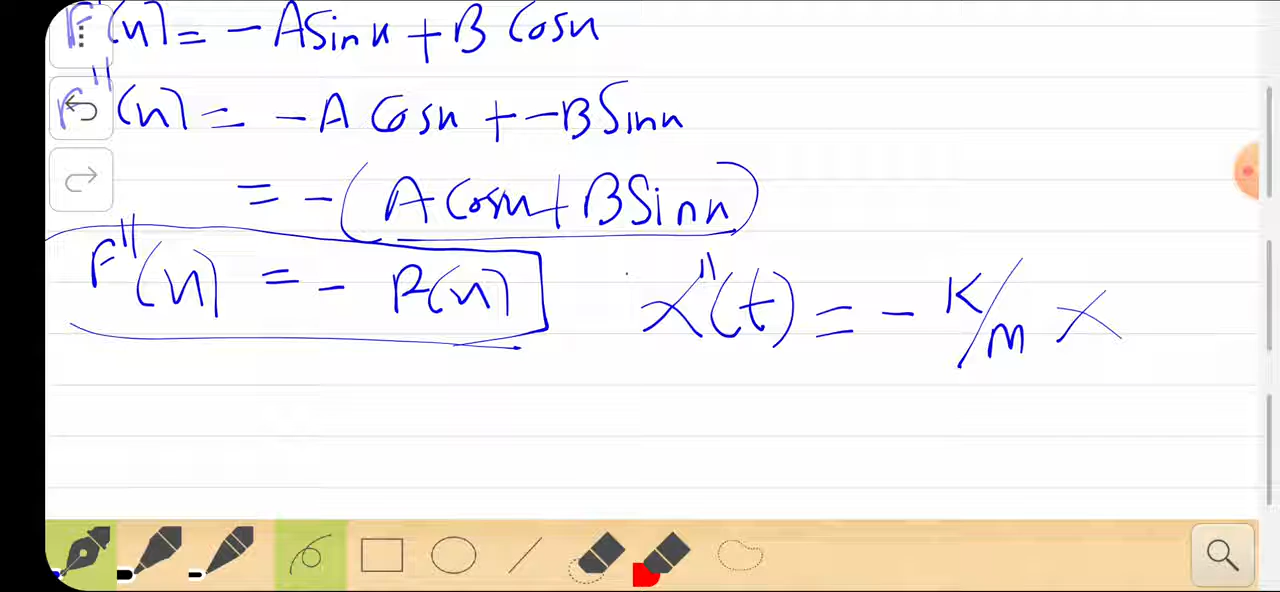 F'(x) = -A Sin x + B Cos x
F''(x) = -A Cos x + -B Sin x
= -(A Cos x + B Sin x)
F''(x) = - F(x)
x''(t) = - K/m x